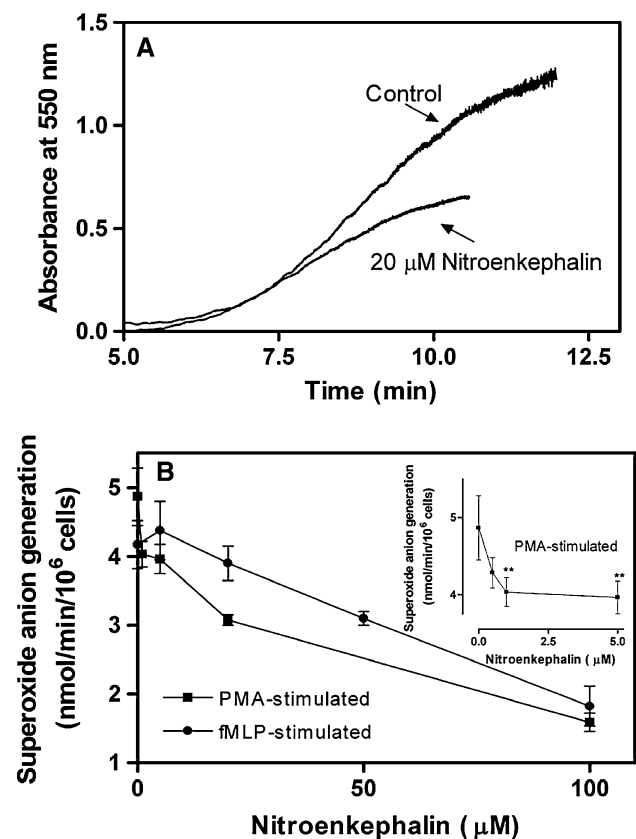 A
Absorbance at 550 nm
1.5
1.0
0.5
0.0
Control
20 μM Nitroenkephalin
5.0
7.5
10.0
12.5
Time (min)
B
Superoxide anion generation
(nmol/min/10⁶ cells)
5
4
3
2
1
PMA-stimulated
fMLP-stimulated
0
50
100
Nitroenkephalin ( μM)
Superoxide anion generation
(nmol/min/10⁶ cells)
5
4
PMA-stimulated
**
**
0.0
2.5
5.0
Nitroenkephalin ( μM)